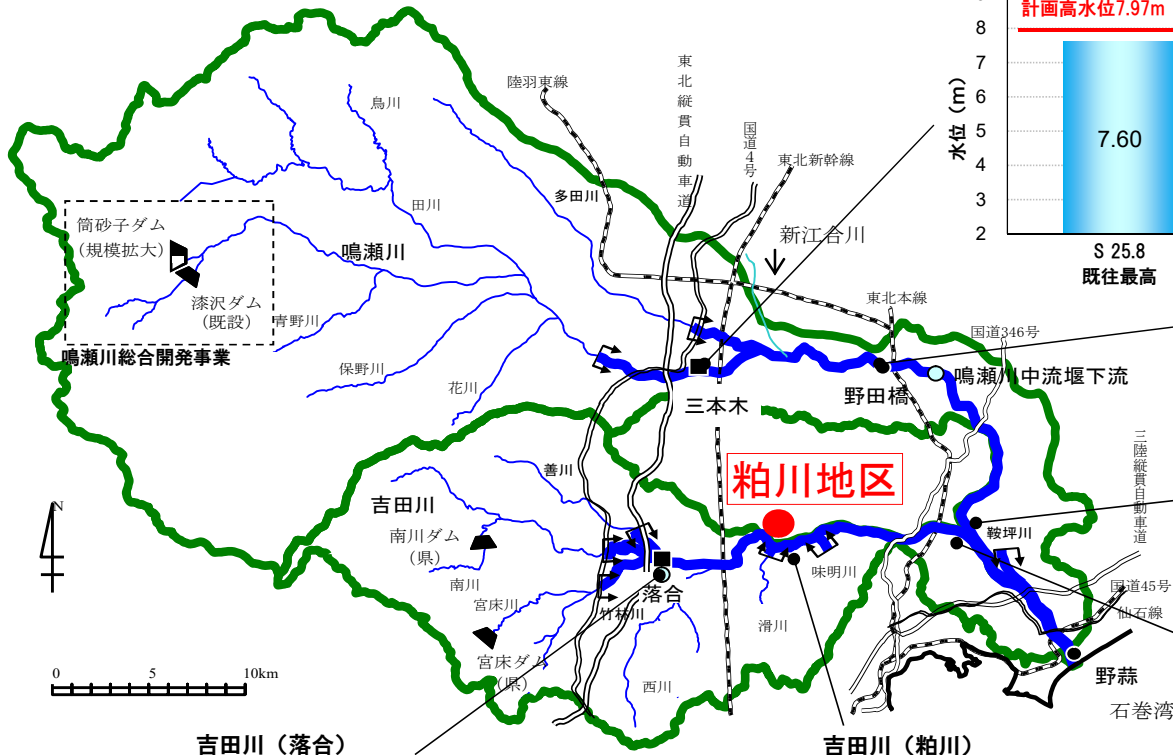 計画高水位7.97m
8
7
6
5
4
3
2
水位（m）
7.60
S 25.8
既往最高
陸羽東線
東北縦貫自動車道
国道4号
東北新幹線
鳥川
多田川
田川
新江合川
筒砂子ダム
（規模拡大）
鳴瀬川
漆沢ダム
（既設）
青野川
鳴瀬川総合開発事業
保野川
花川
東北本線
国道346号
鳴瀬川中流堰下流
三本木
野田橋
三陸縦貫自動車道
粕川地区
善川
吉田川
南川ダム
（県）
南川
宮床川
宮床ダム
（県）
竹林川
落合
西川
滑川
味明川
鞍坪川
国道45号
仙石線
野蒜
石巻湾
N
0 5 10km
吉田川（落合）
吉田川（粕川）